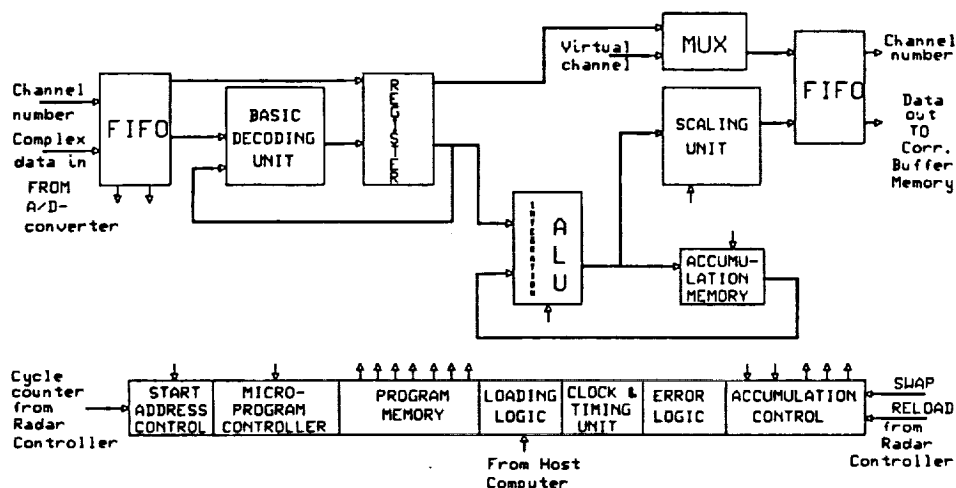 Channel
number
Complex
data in
FROM
A/D-
converter
FIFO
BASIC
DECODING
UNIT
REGISTER
Virtual
channel
MUX
FIFO
Channel
number
Data
out
TO
Corr.
Buffer
Memory
SCALING
UNIT
INTEGRATION
ALU
ACCUMU-
LATION
MEMORY
Cycle
counter
from
Radar
Controller
START
ADDRESS
CONTROL
MICRO-
PROGRAM
CONTROLLER
PROGRAM
MEMORY
LOADING
LOGIC
CLOCK &
TIMING
UNIT
ERROR
LOGIC
ACCUMULATION
CONTROL
SWAP
RELOAD
from
Radar
Controller
From Host
Computer